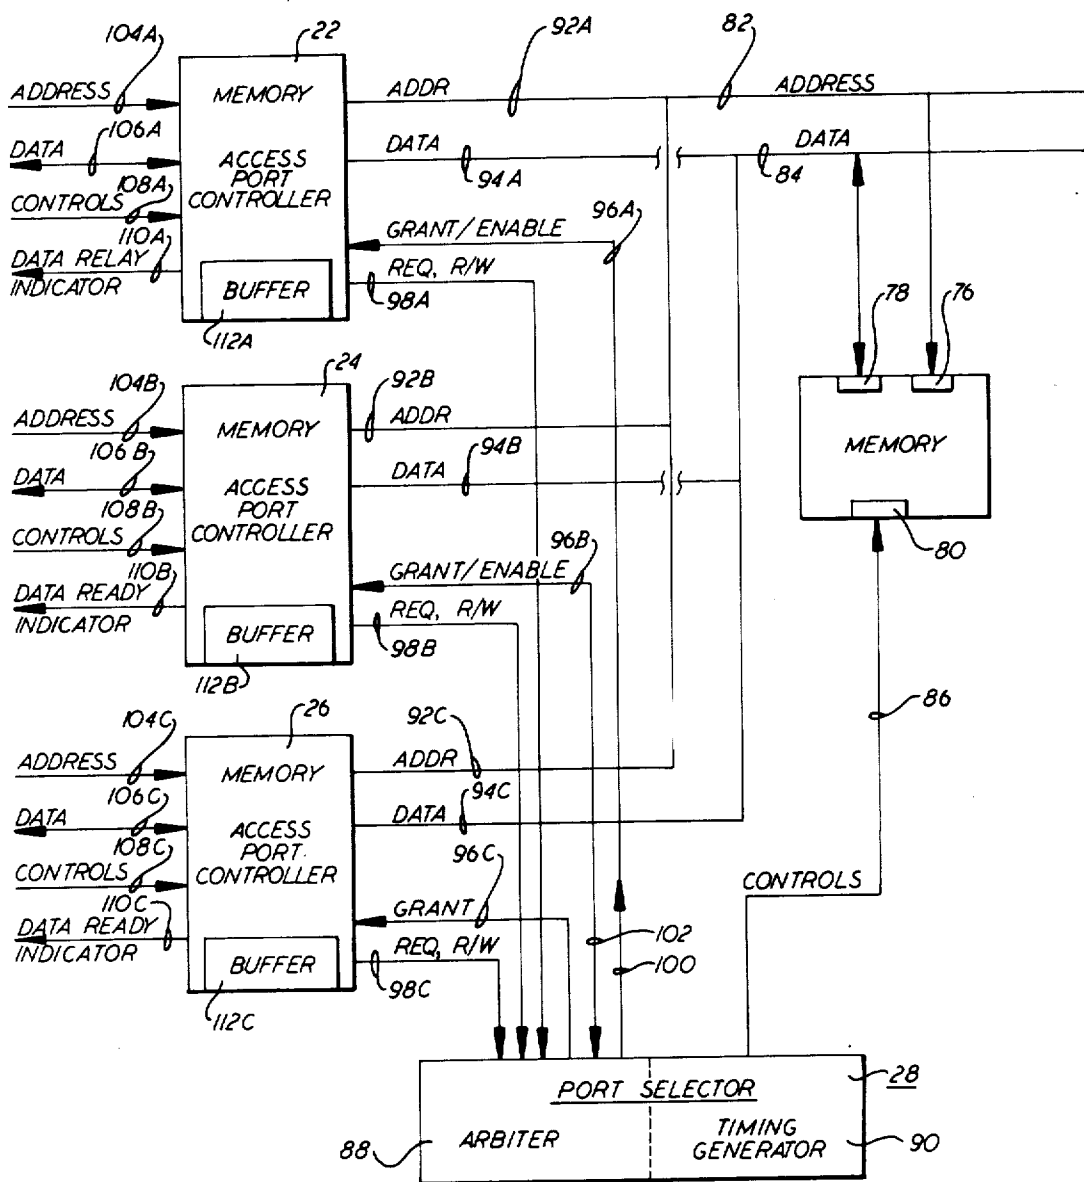 104A
22
92A
82
ADDRESS
MEMORY
ADDR
ADDRESS
106A
DATA
ACCESS
PORT
CONTROLLER
DATA
94A
84
DATA
108A
CONTROLS
96A
GRANT/ENABLE
110A
DATA RELAY
INDICATOR
BUFFER
REQ, R/W
98A
112A
78
76
104B
24
92B
ADDRESS
MEMORY
ADDR
MEMORY
106B
DATA
ACCESS
PORT
CONTROLLER
DATA
94B
108B
CONTROLS
80
96B
GRANT/ENABLE
110B
DATA READY
INDICATOR
BUFFER
REQ, R/W
98B
112B
86
104C
26
92C
ADDRESS
MEMORY
ADDR
106C
DATA
ACCESS
PORT
CONTROLLER
DATA
94C
108C
CONTROLS
96C
GRANT
CONTROLS
110C
DATA READY
INDICATOR
BUFFER
REQ, R/W
98C
102
100
112C
PORT SELECTOR
28
88
ARBITER
TIMING
GENERATOR
90